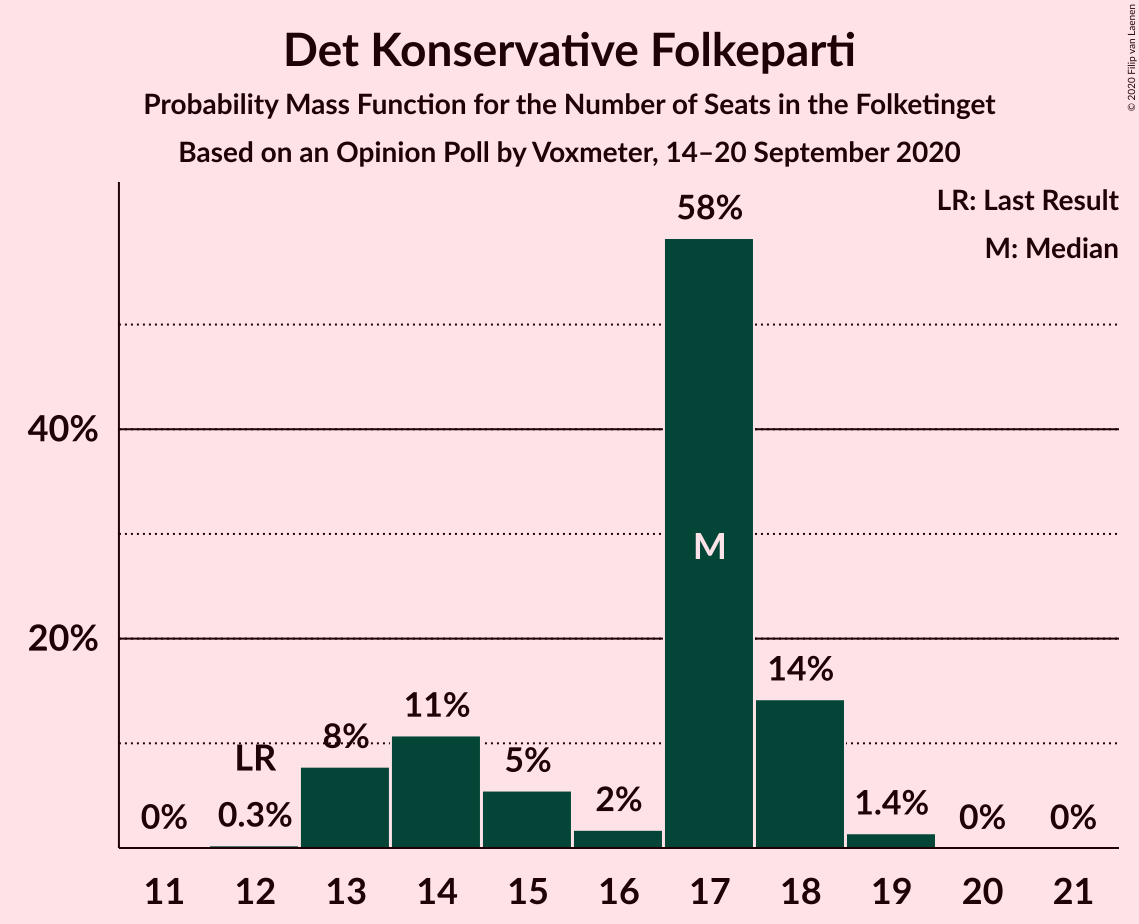 Det Konservative Folkeparti
Probability Mass Function for the Number of Seats in the Folketinget
Based on an Opinion Poll by Voxmeter, 14–20 September 2020
© 2020 Filip van Laenen
LR: Last Result
M: Median
58%
40%
M
20%
14%
11%
8%
LR
5%
2%
1.4%
0%
0.3%
0%
0%
11 12 13 14 15 16 17 18 19 20 21